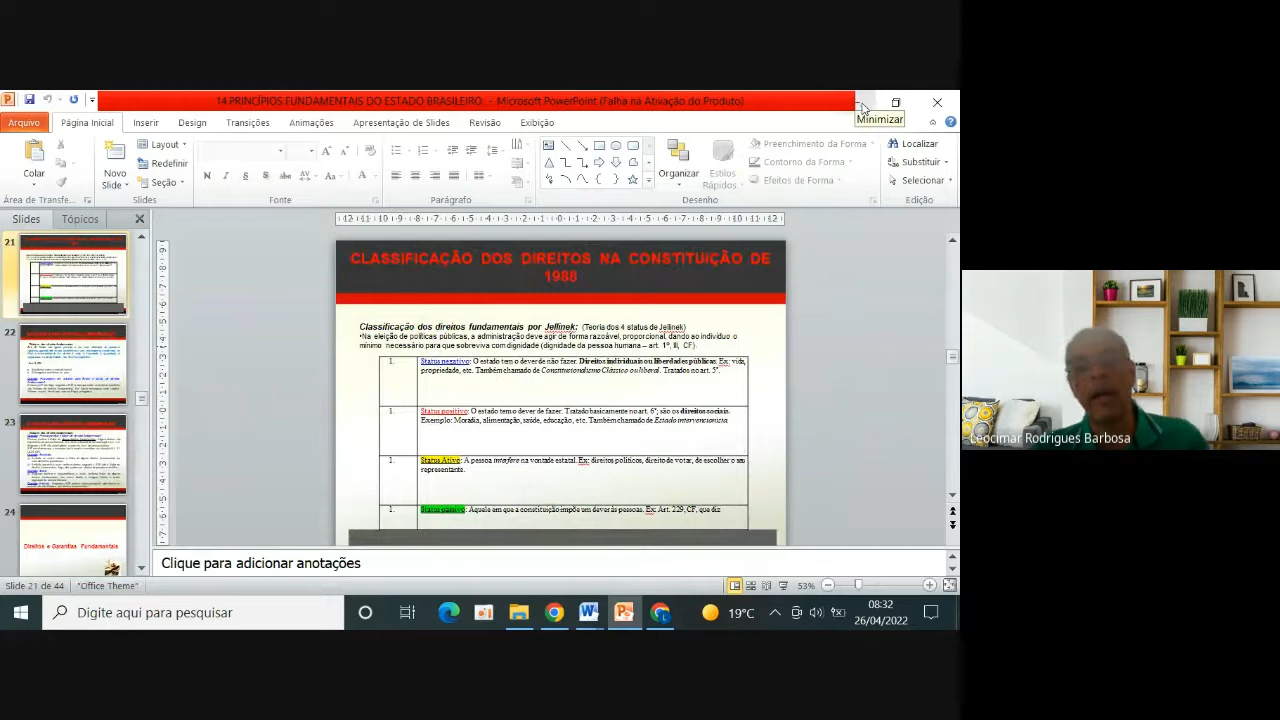 14 PRINCÍPIOS FUNDAMENTAIS DO ESTADO BRASILEIRO. - Microsoft PowerPoint (Falha na Ativação do Produto)
Minimizar
Arquivo
Página Inicial
Inserir
Design
Transições
Animações
Apresentação de Slides
Revisão
Exibição
Colar
Novo
Slide
Layout
Redefinir
Seção
Organizar
Estilos
Rápidos
Preenchimento da Forma
Contorno da Forma
Efeitos de Forma
Localizar
Substituir
Selecionar
Área de Transfe...
Slides
Fonte
Parágrafo
Desenho
Edição
Slides
Tópicos
21
22
23
24
Direitos e Garantias Fundamentais
CLASSIFICAÇÃO DOS DIREITOS NA CONSTITUIÇÃO DE
1988
Classificação dos direitos fundamentais por Jellinek: (Teoria dos 4 status de Jelinek)
•Na eleição de políticas públicas, a administração deve agir de forma razoável, proporcional, dando ao indivíduo o
mínimo necessário para que sobreviva com dignidade (dignidade da pessoa humana – art. 1º, III, CF).
1. Status negativo: O estado tem o dever de não fazer. Direitos individuais ou liberdades públicas. Ex: vida,
propriedade, etc. Também chamado de Constitucionalismo Clássico ou liberal. Tratados no art. 5º.
1. Status positivo: O estado tem o dever de fazer. Tratado basicamente no art. 6º; são os direitos sociais.
Exemplo: Moradia, alimentação, saúde, educação, etc. Também chamado de Estado intervencionista.
1. Status Ativo: A pessoa interfere na vontade estatal. Ex: direitos políticos, direito de votar, de escolher o seu
representante.
1. Status passivo: Aquele em que a constituição impõe um dever às pessoas. Ex: Art. 229, CF, que diz
Clique para adicionar anotações
Slide 21 de 44
"Office Theme"
53%
Digite aqui para pesquisar
19°C
08:32
26/04/2022
Leocimar Rodrigues Barbosa